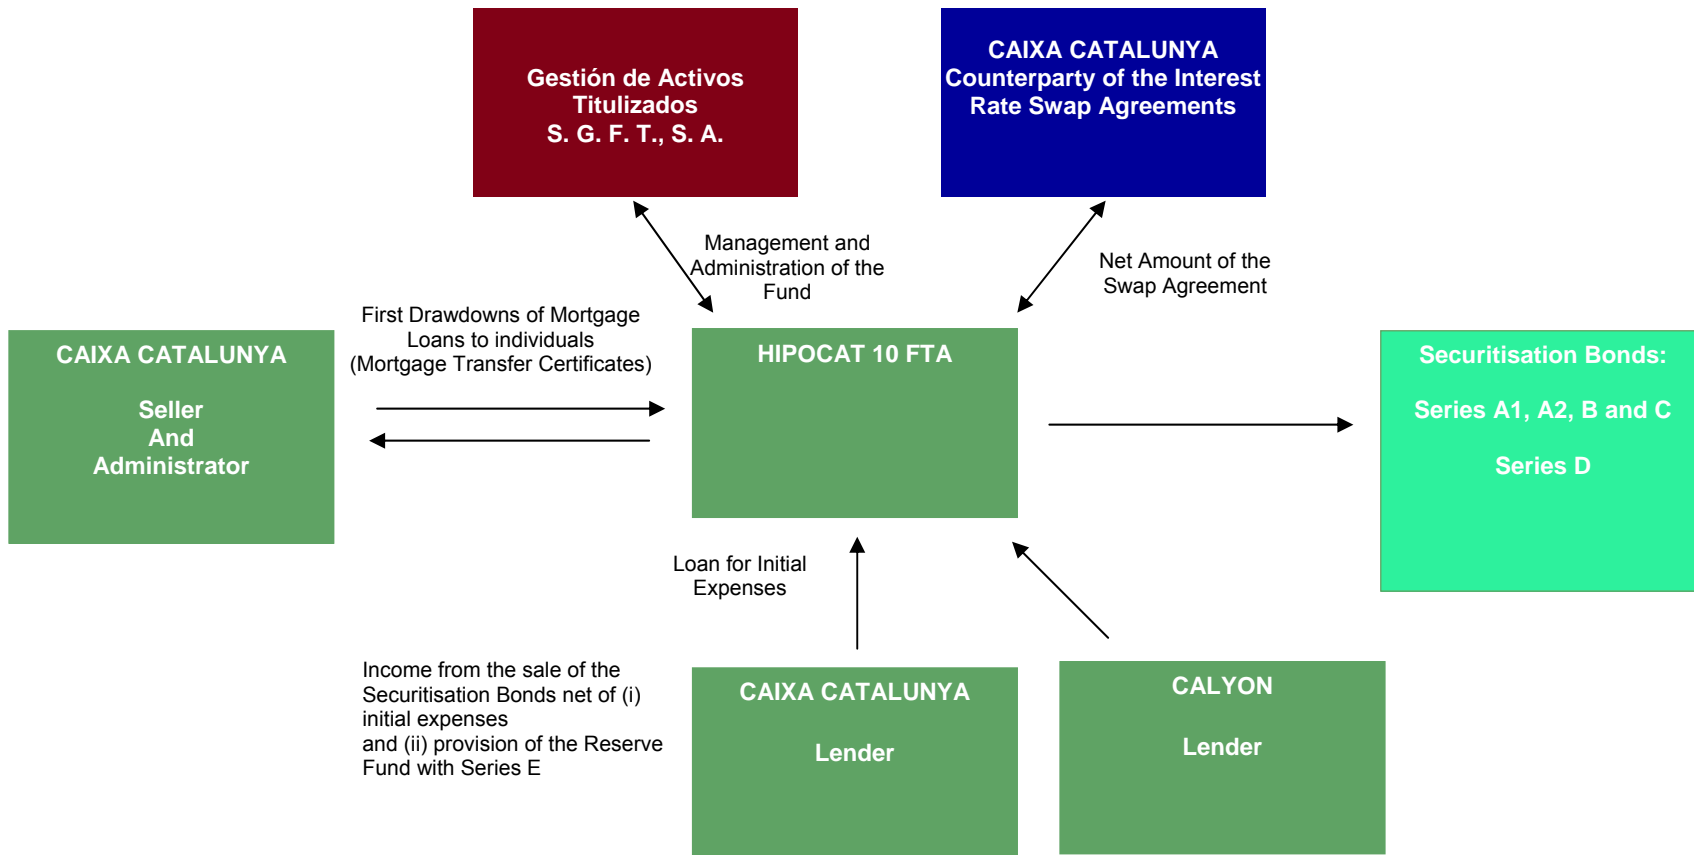 Gestión de Activos
Titulizados
S. G. F. T., S. A.
CAIXA CATALUNYA
Counterparty of the Interest
Rate Swap Agreements
Management and
Administration of the
Fund
Net Amount of the
Swap Agreement
First Drawdowns of Mortgage
Loans to individuals
(Mortgage Transfer Certificates)
CAIXA CATALUNYA
Seller
And
Administrator
HIPOCAT 10 FTA
Securitisation Bonds:
Series A1, A2, B and C
Series D
Loan for Initial
Expenses
Income from the sale of the
Securitisation Bonds net of (i)
initial expenses
and (ii) provision of the Reserve
Fund with Series E
CAIXA CATALUNYA
Lender
CALYON
Lender